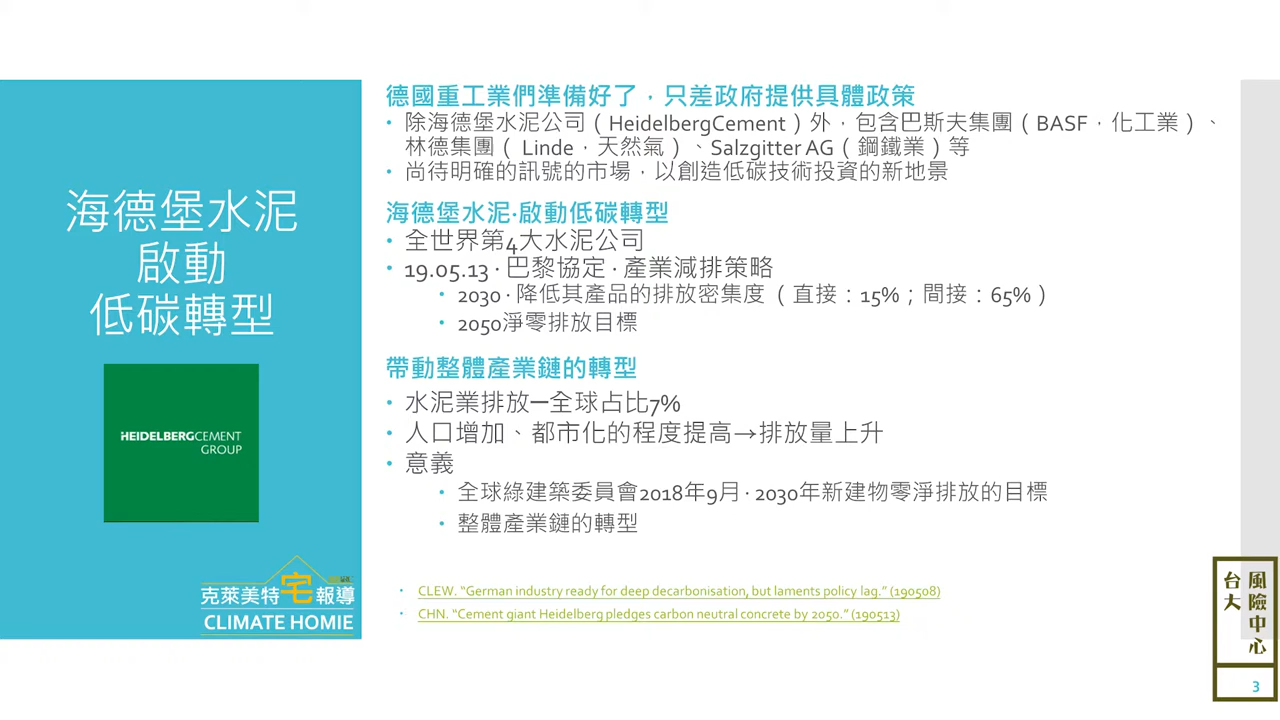 海德堡水泥
啟動
低碳轉型
HEIDELBERGCEMENT
GROUP
克萊美特宅報導
CLIMATE HOMIE
德國重工業們準備好了，只差政府提供具體政策
• 除海德堡水泥公司（HeidelbergCement）外，包含巴斯夫集團（BASF，化工業）、
林德集團（ Linde，天然氣）、Salzgitter AG（鋼鐵業）等
• 尚待明確的訊號的市場，以創造低碳技術投資的新地景
海德堡水泥·啟動低碳轉型
• 全世界第4大水泥公司
• 19.05.13 · 巴黎協定 · 產業減排策略
• 2030 · 降低其產品的排放密集度（直接：15%；間接：65%）
• 2050淨零排放目標
帶動整體產業鏈的轉型
• 水泥業排放—全球占比7%
• 人口增加、都市化的程度提高→排放量上升
• 意義
• 全球綠建築委員會2018年9月 · 2030年新建物零淨排放的目標
• 整體產業鏈的轉型
• CLEW. “German industry ready for deep decarbonisation, but laments policy lag.” (190508)
• CHN. “Cement giant Heidelberg pledges carbon neutral concrete by 2050.” (190513)
台大
風險中心
3